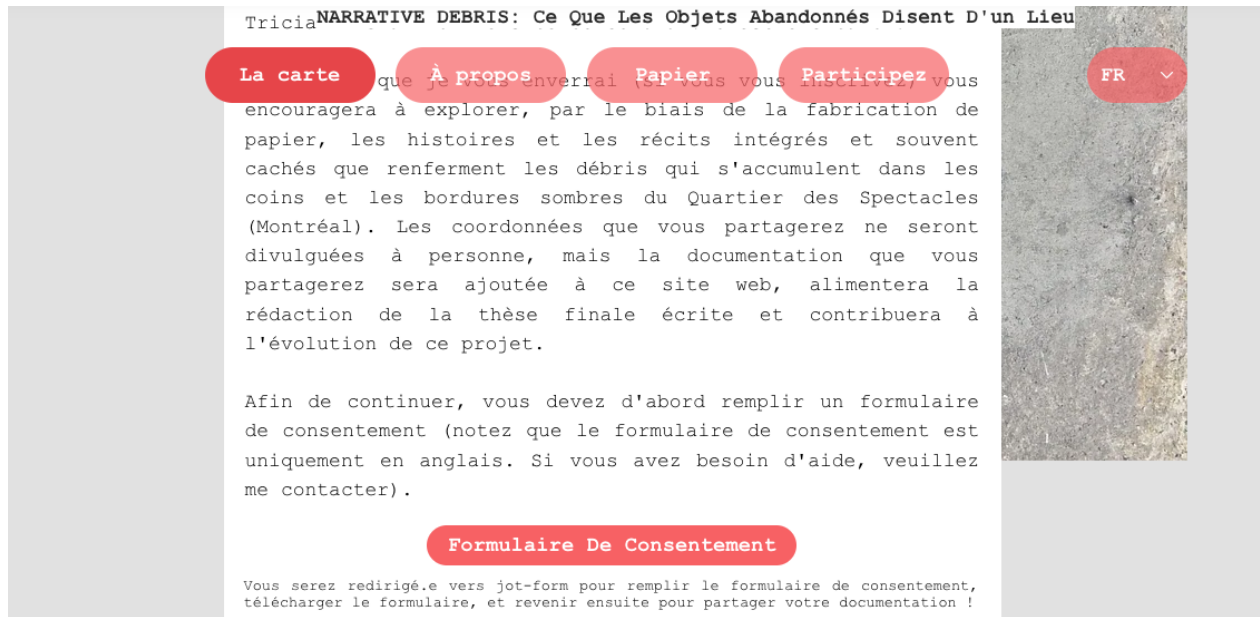 NARRATIVE DEBRIS: Ce Que Les Objets Abandonnés Disent D'un Lieu
Tricia
La carte
À propos
Papier
Participez
FR
que je vous enverrai (si vous vous inscrivez) vous
encouragera à explorer, par le biais de la fabrication de
papier, les histoires et les récits intégrés et souvent
cachés que renferment les débris qui s'accumulent dans les
coins et les bordures sombres du Quartier des Spectacles
(Montréal). Les coordonnées que vous partagerez ne seront
divulguées à personne, mais la documentation que vous
partagerez sera ajoutée à ce site web, alimentera la
rédaction de la thèse finale écrite et contribuera à
l'évolution de ce projet.
Afin de continuer, vous devez d'abord remplir un formulaire
de consentement (notez que le formulaire de consentement est
uniquement en anglais. Si vous avez besoin d'aide, veuillez
me contacter).
Formulaire De Consentement
Vous serez redirigé.e vers jot-form pour remplir le formulaire de consentement,
télécharger le formulaire, et revenir ensuite pour partager votre documentation !